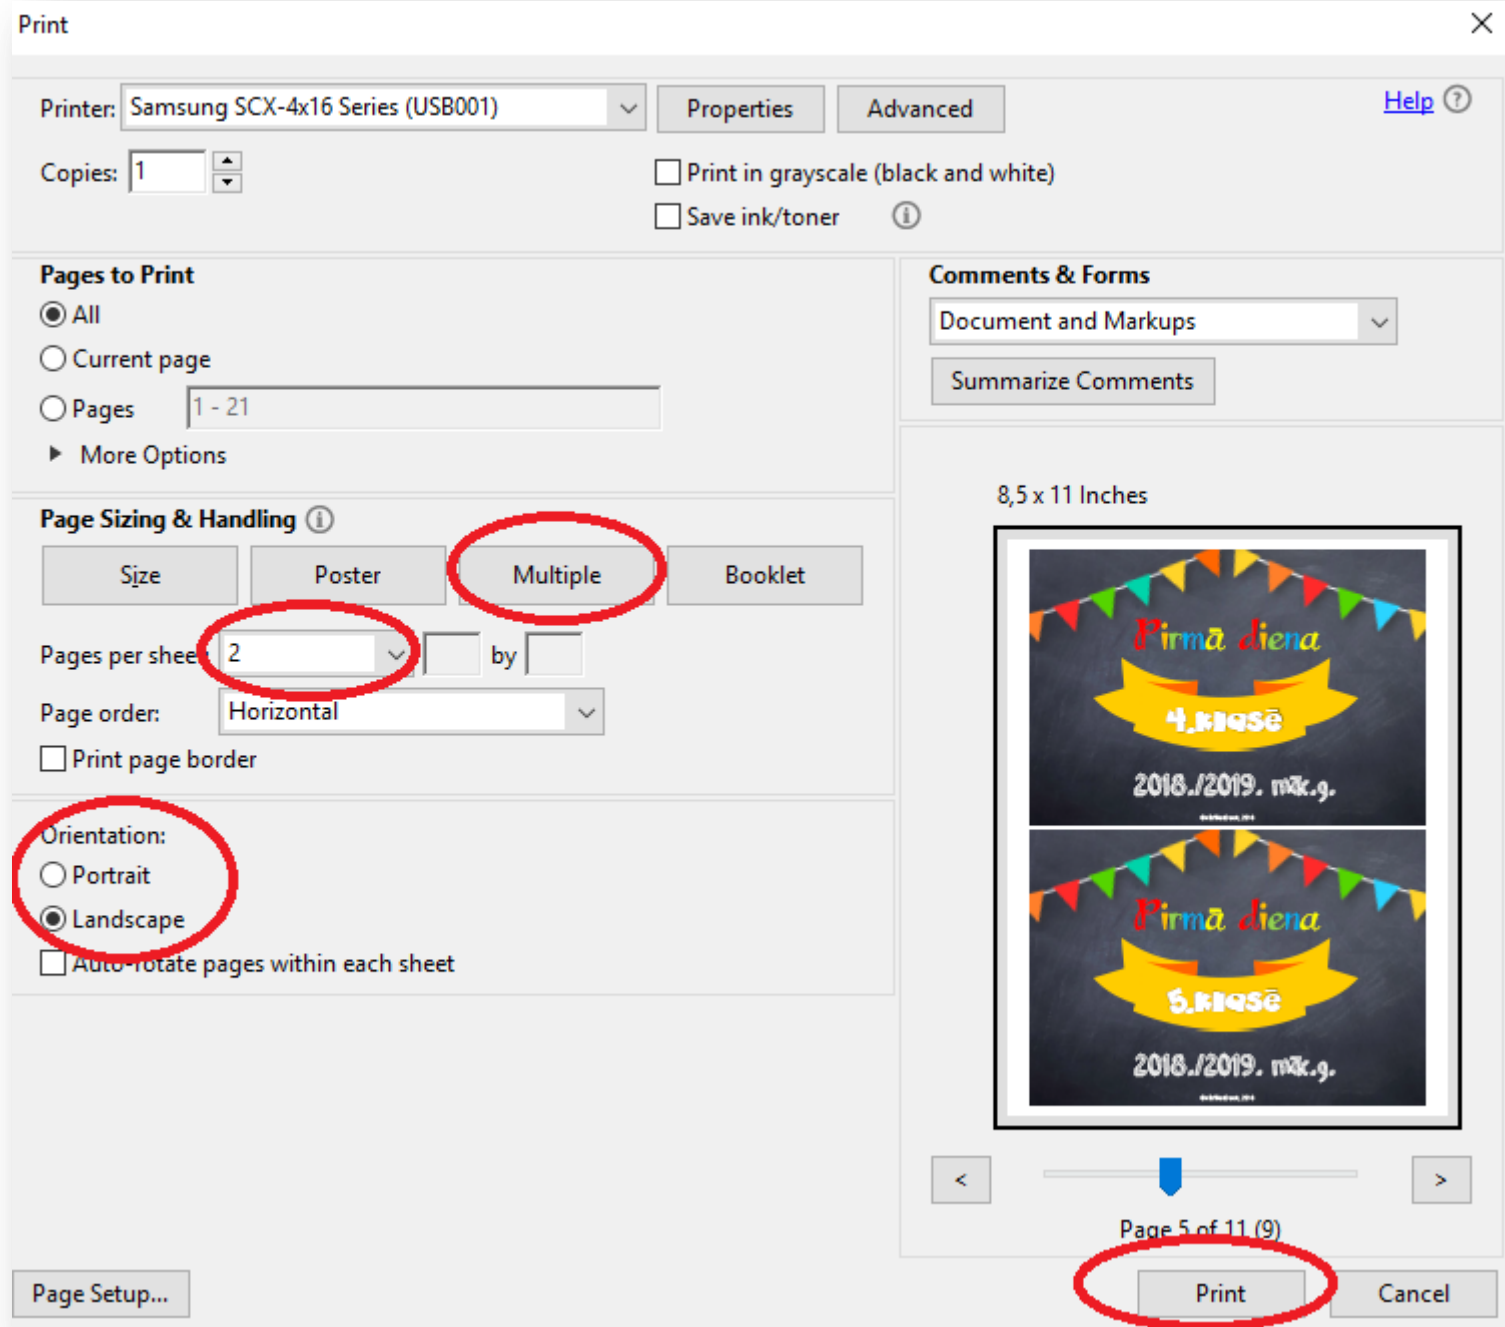 Print
Printer: Samsung SCX-4x16 Series (USB001) Properties Advanced Help
Copies: 1
Print in grayscale (black and white)
Save ink/toner
Pages to Print
All
Current page
Pages 1 - 21
More Options
Comments & Forms
Document and Markups
Summarize Comments
Page Sizing & Handling
Size Poster Multiple Booklet
Pages per sheet 2 by
Page order: Horizontal
Print page border
Orientation:
Portrait
Landscape
Auto-rotate pages within each sheet
8,5 x 11 Inches
Pirmā diena
4.klasē
2018./2019. māk.g.
Pirmā diena
5.klasē
2018./2019. māk.g.
< >
Page 5 of 11 (9)
Page Setup... Print Cancel